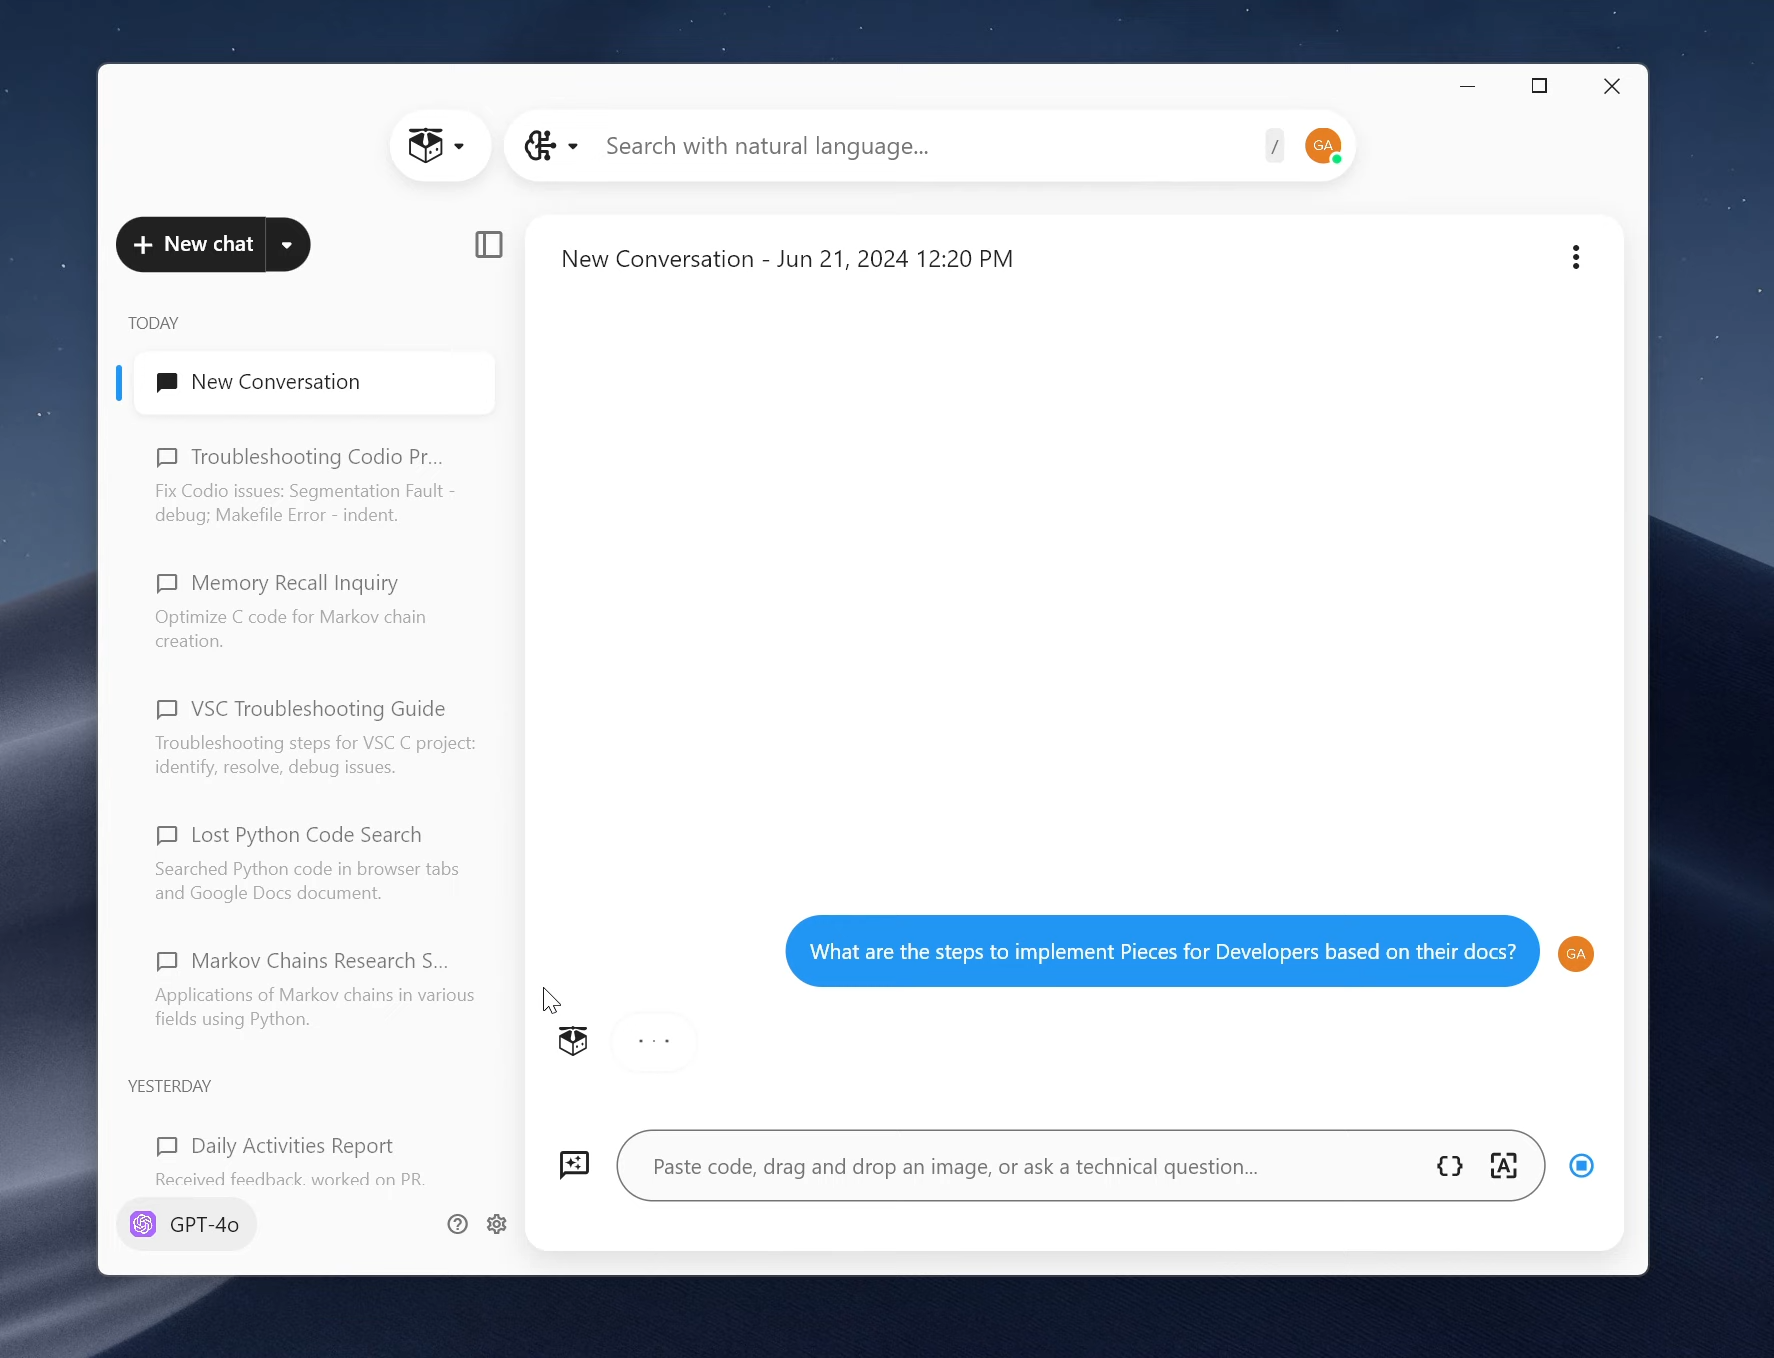 Search with natural language...
/
GA
New chat
New Conversation - Jun 21, 2024 12:20 PM
TODAY
New Conversation
Troubleshooting Codio Pr...
Fix Codio issues: Segmentation Fault -
debug; Makefile Error - indent.
Memory Recall Inquiry
Optimize C code for Markov chain
creation.
VSC Troubleshooting Guide
Troubleshooting steps for VSC C project:
identify, resolve, debug issues.
Lost Python Code Search
Searched Python code in browser tabs
and Google Docs document.
Markov Chains Research S...
Applications of Markov chains in various
fields using Python.
YESTERDAY
Daily Activities Report
Received feedback, worked on PR,
GPT-4o
What are the steps to implement Pieces for Developers based on their docs?
GA
...
Paste code, drag and drop an image, or ask a technical question...